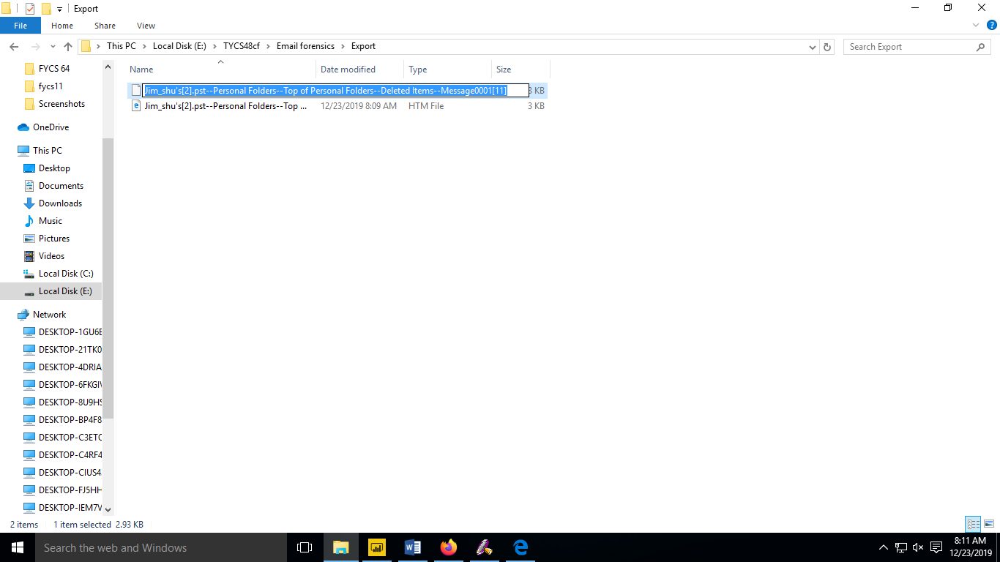 Export
File Home Share View
This PC Local Disk (E:) TYCS48cf Email forensics Export
Search Export
Name Date modified Type Size
Jim_shu's[2].pst--Personal Folders--Top of Personal Folders--Deleted Items--Message0001[11] 3 KB
Jim_shu's[2].pst--Personal Folders--Top ... 12/23/2019 8:09 AM HTM File 3 KB
FYCS 64
fycs11
Screenshots
OneDrive
This PC
Desktop
Documents
Downloads
Music
Pictures
Videos
Local Disk (C:)
Local Disk (E:)
Network
DESKTOP-1GU6E
DESKTOP-21TK0
DESKTOP-4DRIA
DESKTOP-6FKGI
DESKTOP-8U9HS
DESKTOP-BP4F8
DESKTOP-C3ETC
DESKTOP-C4RF4
DESKTOP-CIUS4
DESKTOP-FJ5HH
DESKTOP-IEM7V
2 items 1 item selected 2.93 KB
Search the web and Windows
8:11 AM
12/23/2019